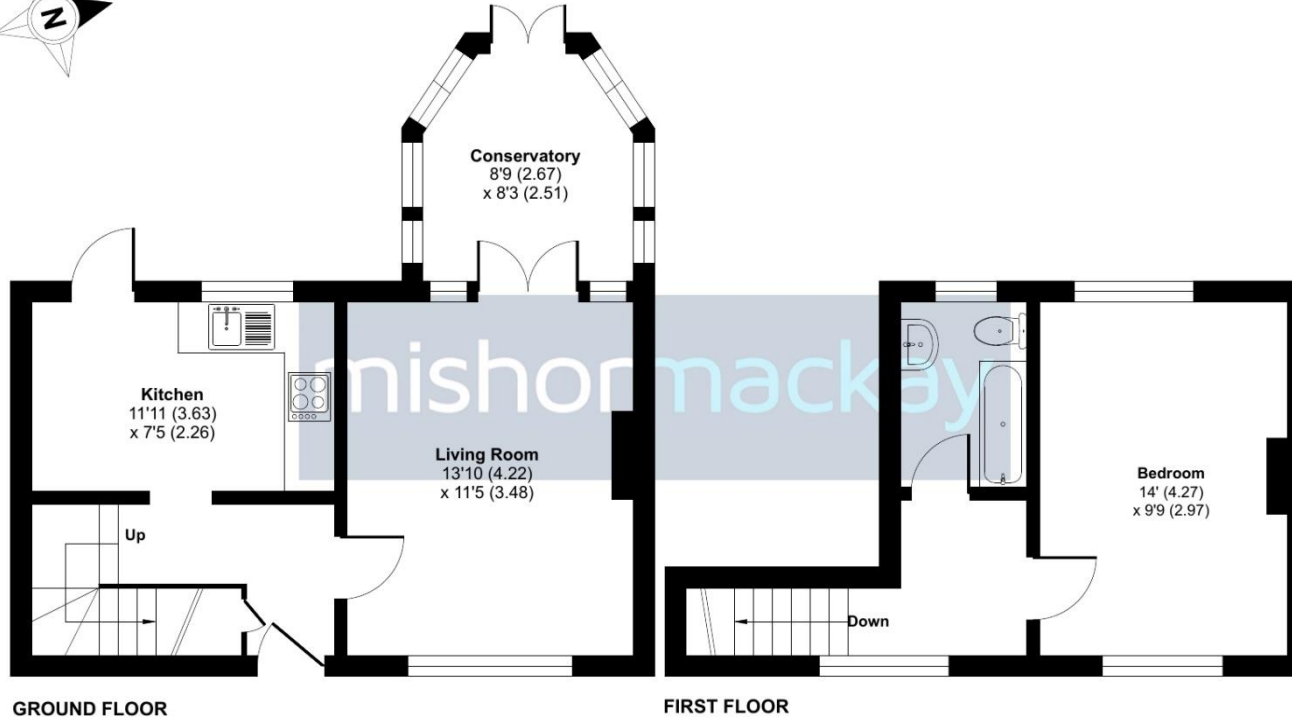 N
Conservatory
8'9 (2.67)
x 8'3 (2.51)
Kitchen
11'11 (3.63)
x 7'5 (2.26)
mishonmackay
Living Room
13'10 (4.22)
x 11'5 (3.48)
Bedroom
14' (4.27)
x 9'9 (2.97)
Up
Down
GROUND FLOOR
FIRST FLOOR